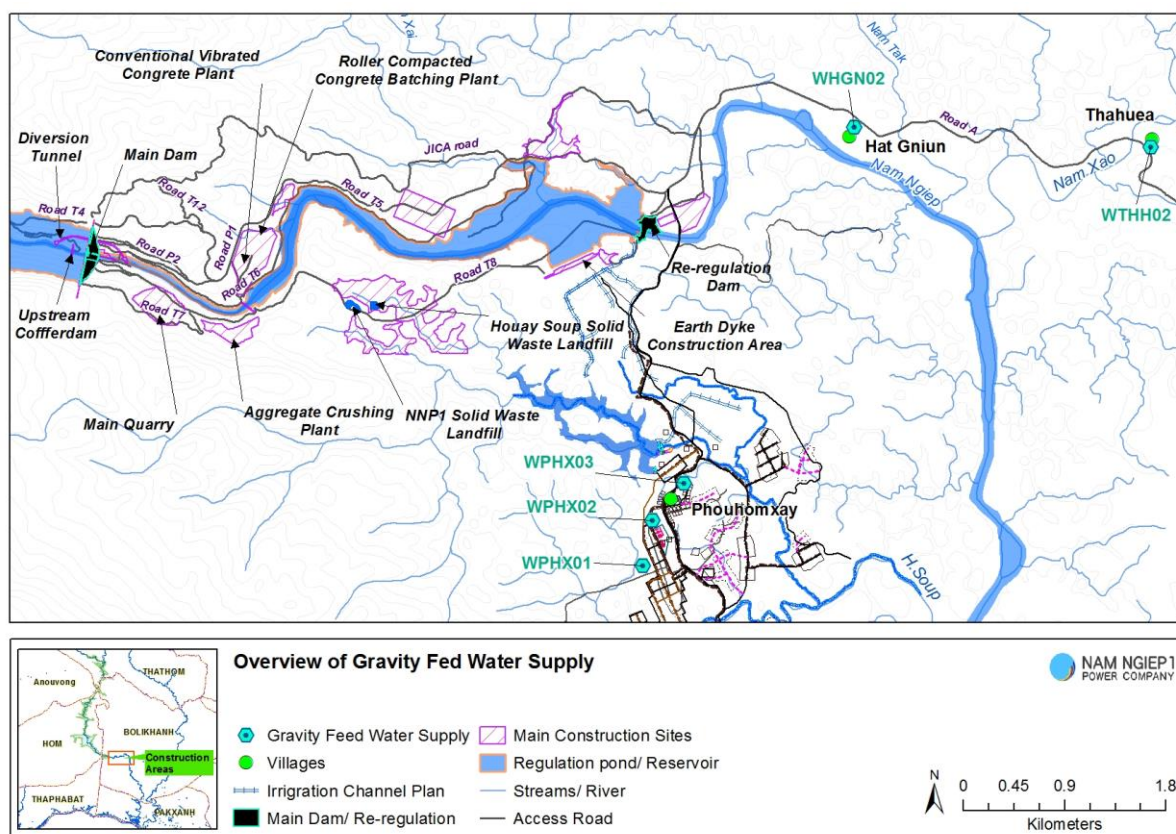 Conventional Vibrated
Congrete Plant
Roller Compacted
Congrete Batching Plant
Nam Xai
Nam Tak
WHGN02
Thahuea
Diversion
Tunnel
Main Dam
JICA road
Road A
Hat Gniun
Nam Xao
WTHH02
Road T4
Road T12
Road P2
Road P1
Road T5
Nam Ngiep
Road T6
Road T8
Road T7
Re-regulation
Dam
Upstream
Coffferdam
Houay Soup Solid
Waste Landfill
Earth Dyke
Construction Area
Main Quarry
Aggregate Crushing
Plant
NNP1 Solid Waste
Landfill
WPHX03
WPHX02
Phouhomxay
WPHX01
H.Soup
Overview of Gravity Fed Water Supply
NAM NGIEP1
POWER COMPANY
Anouvong
THATHOM
BOLIKHANH
HOM
Construction
Areas
THAPHABAT
PAKXANH
Gravity Feed Water Supply
Main Construction Sites
Villages
Regulation pond/ Reservoir
Irrigration Channel Plan
Streams/ River
Main Dam/ Re-regulation
Access Road
N
0 0.45 0.9 1.8
Kilometers